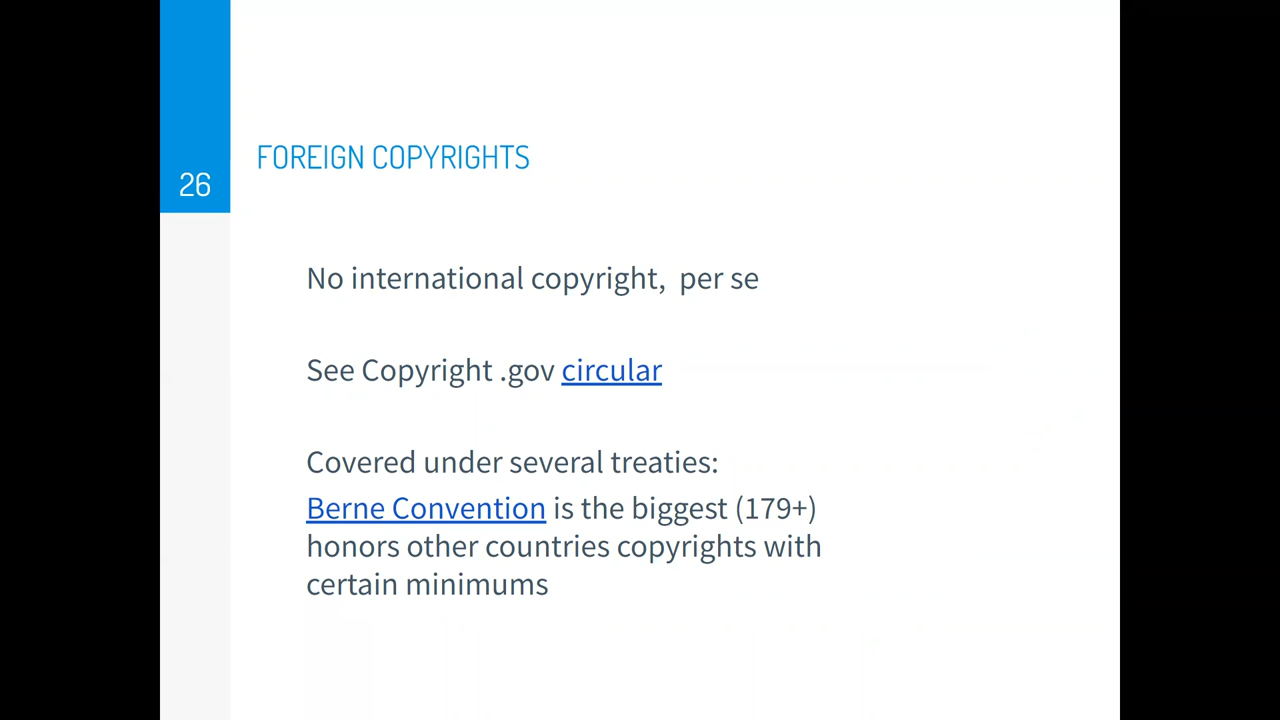 FOREIGN COPYRIGHTS
26
No international copyright,  per se
See Copyright .gov circular
Covered under several treaties:
Berne Convention is the biggest (179+)
honors other countries copyrights with
certain minimums